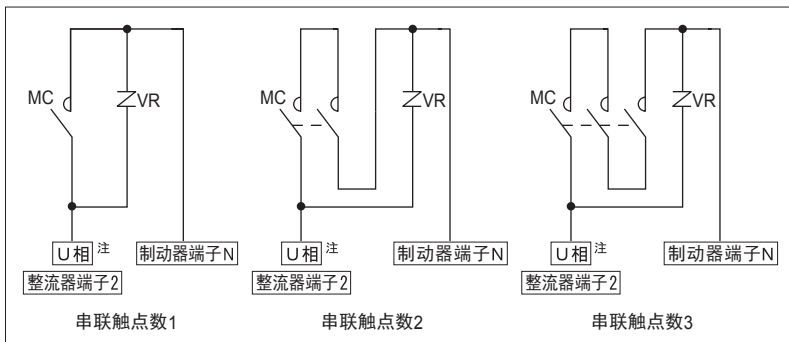 MC
VR
U相 注
制动器端子N
整流器端子2
串联触点数1
MC
VR
U相 注
制动器端子N
整流器端子2
串联触点数2
MC
VR
U相 注
制动器端子N
整流器端子2
串联触点数3